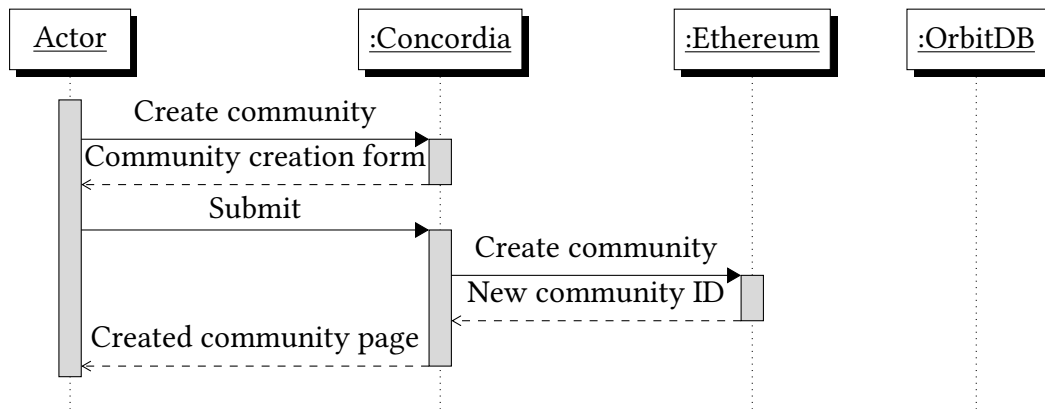 Actor
:Concordia
:Ethereum
:OrbitDB
Create community
Community creation form
Submit
Create community
New community ID
Created community page